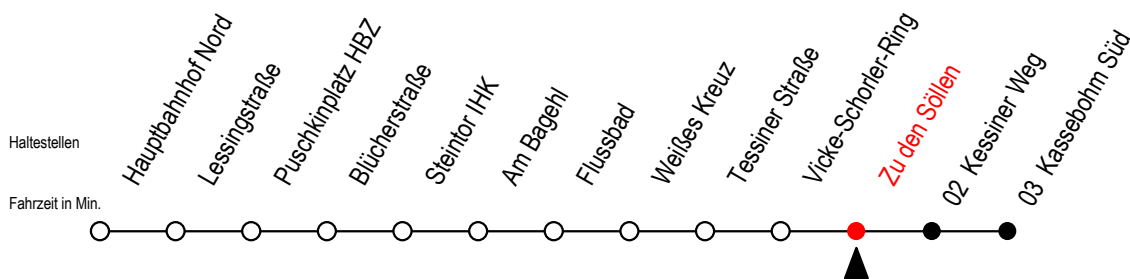 Haltestellen
Fahrzeit in Min.
Hauptbahnhof Nord
Lessingstraße
Puschkinplatz HBZ
Blücherstraße
Steintor IHK
Am Bagehl
Flussbad
Weißes Kreuz
Tessiner Straße
Vicke-Schorler-Ring
Zu den Söllen
02 Kessiner Weg
03 Kassebohm Süd